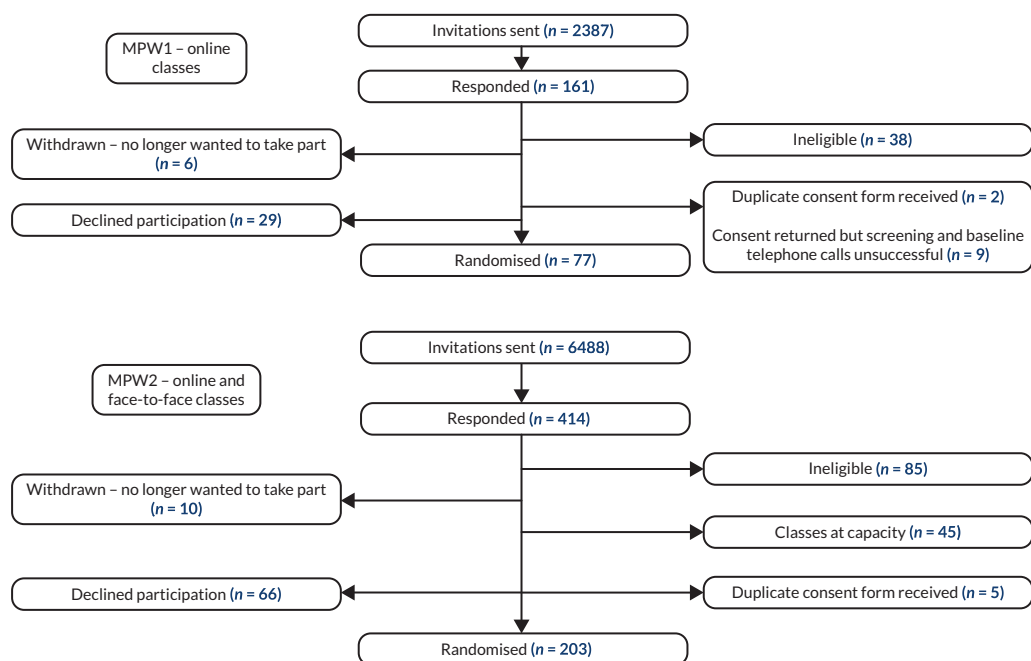 Invitations sent (n = 2387)
MPW1 – online
classes
Responded (n = 161)
Withdrawn – no longer wanted to take part
(n = 6)
Ineligible (n = 38)
Declined participation (n = 29)
Duplicate consent form received (n = 2)
Consent returned but screening and baseline
telephone calls unsuccessful (n = 9)
Randomised (n = 77)
Invitations sent (n = 6488)
MPW2 – online and
face-to-face classes
Responded (n = 414)
Ineligible (n = 85)
Withdrawn – no longer wanted to take part
(n = 10)
Classes at capacity (n = 45)
Declined participation (n = 66)
Duplicate consent form received (n = 5)
Randomised (n = 203)